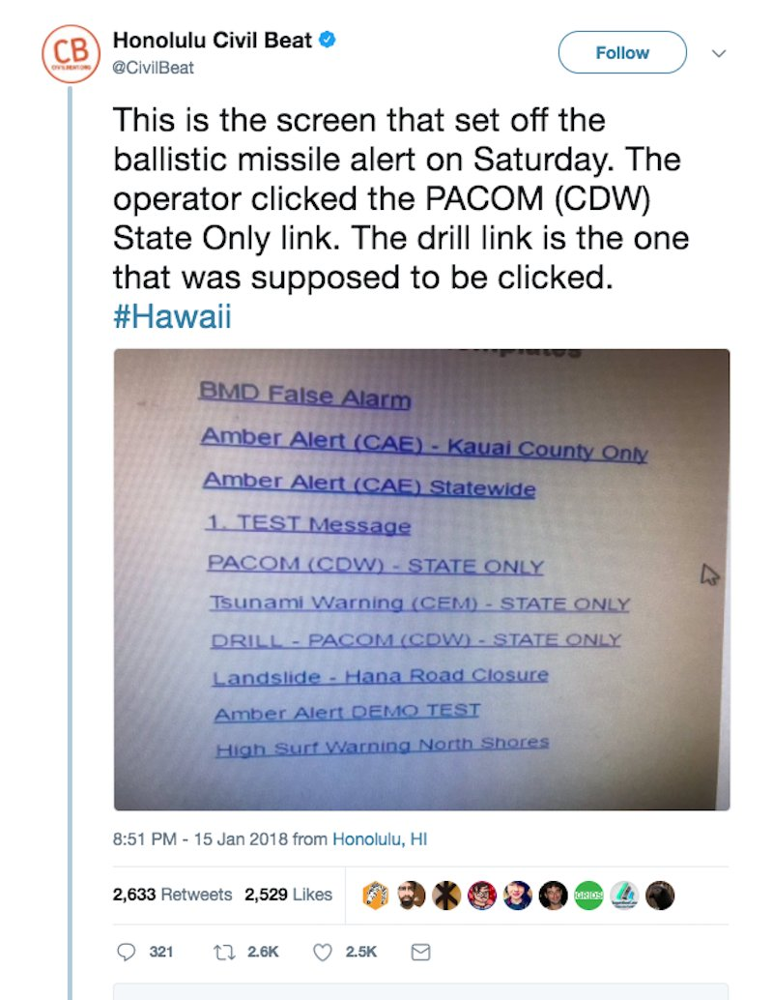 CB
CIVILBEAT.ORG
Honolulu Civil Beat
@CivilBeat
Follow
This is the screen that set off the
ballistic missile alert on Saturday. The
operator clicked the PACOM (CDW)
State Only link. The drill link is the one
that was supposed to be clicked.
#Hawaii
BMD False Alarm
Amber Alert (CAE) - Kauai County Only
Amber Alert (CAE) Statewide
1. TEST Message
PACOM (CDW) - STATE ONLY
Tsunami Warning (CEM) - STATE ONLY
DRILL - PACOM (CDW) - STATE ONLY
Landslide - Hana Road Closure
Amber Alert DEMO TEST
High Surf Warning North Shores
8:51 PM - 15 Jan 2018 from Honolulu, HI
2,633 Retweets 2,529 Likes
GRIDS
321 2.6K 2.5K